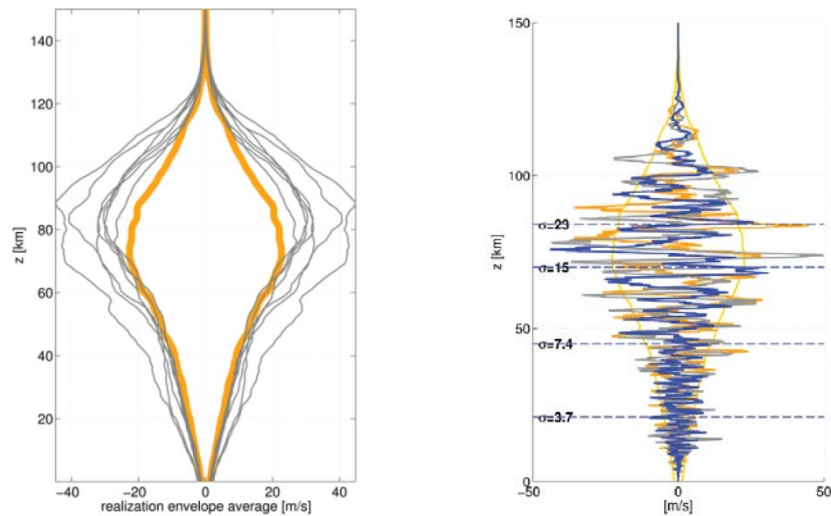 140
120
100
80
60
40
20
z [km]
−40 −20 0 20 40
realization envelope average [m/s]
150
100
50
0
z [km]
σ=23
σ=15
σ=7.4
σ=3.7
−50 0 50
[m/s]